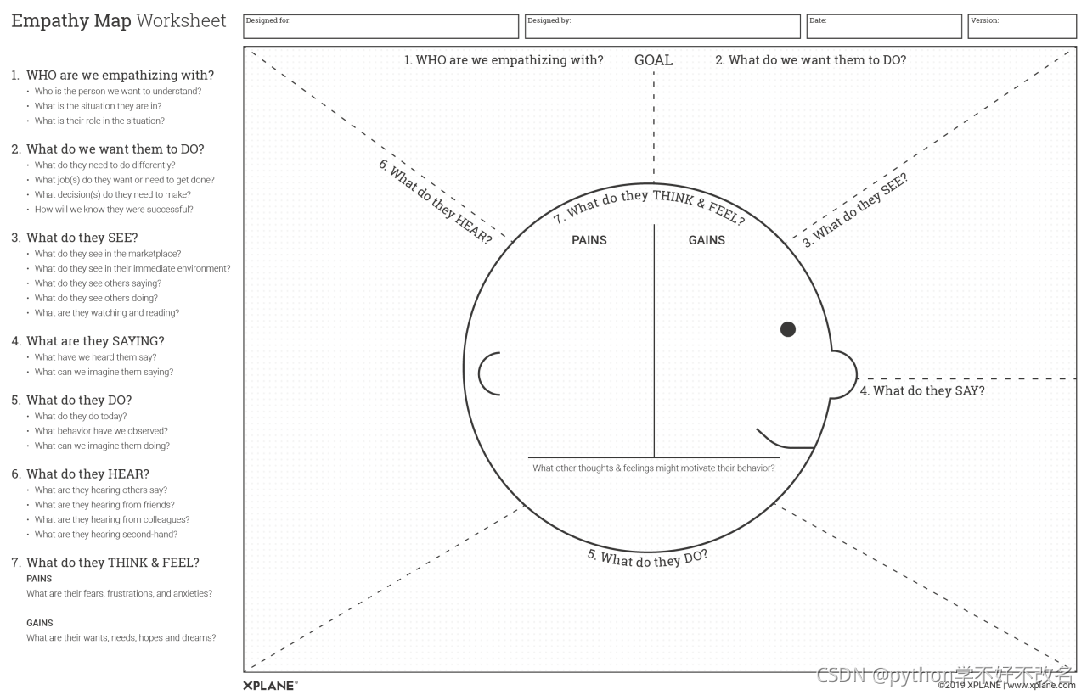 Empathy Map Worksheet
Designed for:
Designed by:
Date:
Version:
1. WHO are we empathizing with?
• Who is the person we want to understand?
• What is the situation they are in?
• What is their role in the situation?
2. What do we want them to DO?
• What do they need to do differently?
• What job(s) do they want or need to get done?
• What decision(s) do they need to make?
• How will we know they were successful?
3. What do they SEE?
• What do they see in the marketplace?
• What do they see in their immediate environment?
• What do they see others saying?
• What do they see others doing?
• What are they watching and reading?
4. What are they SAYING?
• What have we heard them say?
• What can we imagine them saying?
5. What do they DO?
• What do they do today?
• What behavior have we observed?
• What can we imagine them doing?
6. What do they HEAR?
• What are they hearing others say?
• What are they hearing from friends?
• What are they hearing from colleagues?
• What are they hearing second-hand?
7. What do they THINK & FEEL?
PAINS
What are their fears, frustrations, and anxieties?
GAINS
What are their wants, needs, hopes and dreams?
1. WHO are we empathizing with?
GOAL
2. What do we want them to DO?
6. What do they HEAR?
7. What do they THINK & FEEL?
3. What do they SEE?
PAINS
GAINS
4. What do they SAY?
What other thoughts & feelings might motivate their behavior?
5. What do they DO?
XPLANE
©2019 XPLANE | www.xplane.com
CSDN @python学不好不改名